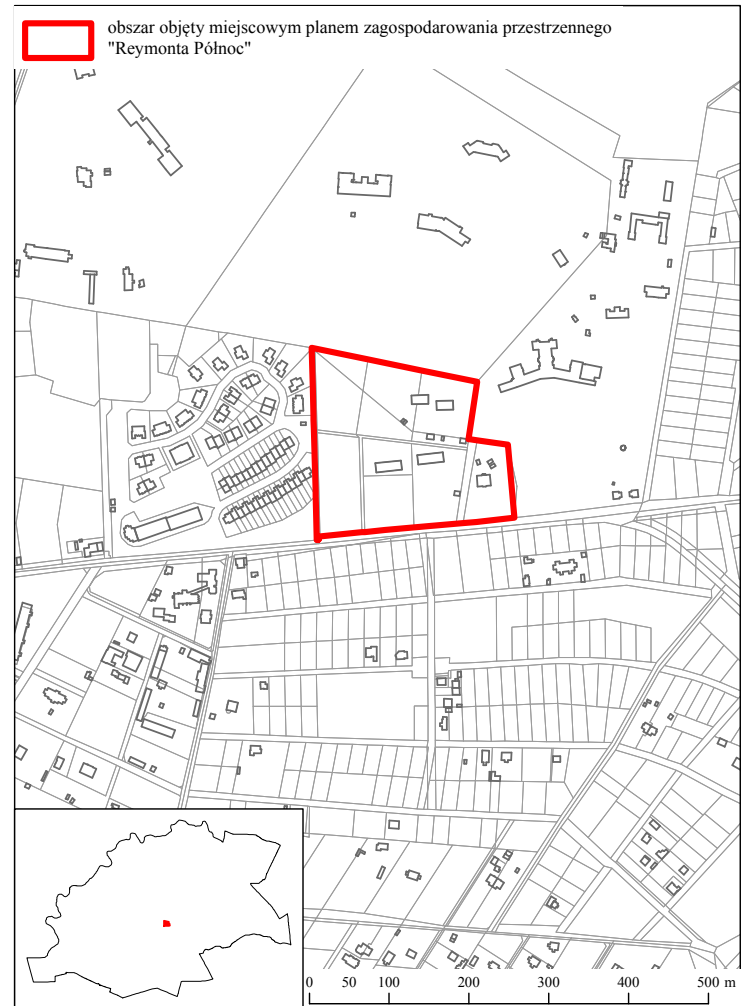 obszar objęty miejscowym planem zagospodarowania przestrzennego
"Reymonta Północ"
0 50 100 200 300 400 500 m